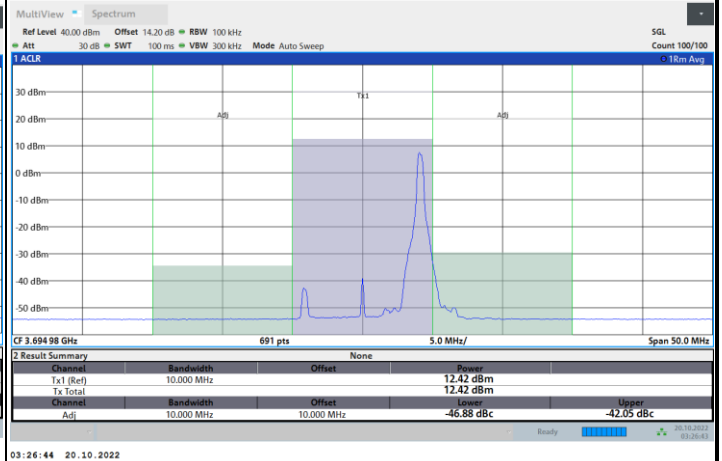 MultiView Spectrum
Ref Level 40.00 dBm Offset 14.20 dB RBW 100 kHz SGL
Att 30 dB SWT 100 ms VBW 300 kHz Mode Auto Sweep Count 100/100
1 ACLR 1Rm Avg
30 dBm
Tx1
20 dBm
Adj Adj
10 dBm
0 dBm
-10 dBm
-20 dBm
-30 dBm
-40 dBm
-50 dBm
CF 3.694 98 GHz 691 pts 5.0 MHz/ Span 50.0 MHz
2 Result Summary None
Channel Bandwidth Offset Power
Tx1 (Ref) 10.000 MHz 12.42 dBm
Tx Total 12.42 dBm
Channel Bandwidth Offset Lower Upper
Adj 10.000 MHz 10.000 MHz -46.88 dBc -42.05 dBc
Ready 20.10.2022
03:26:43
03:26:44 20.10.2022